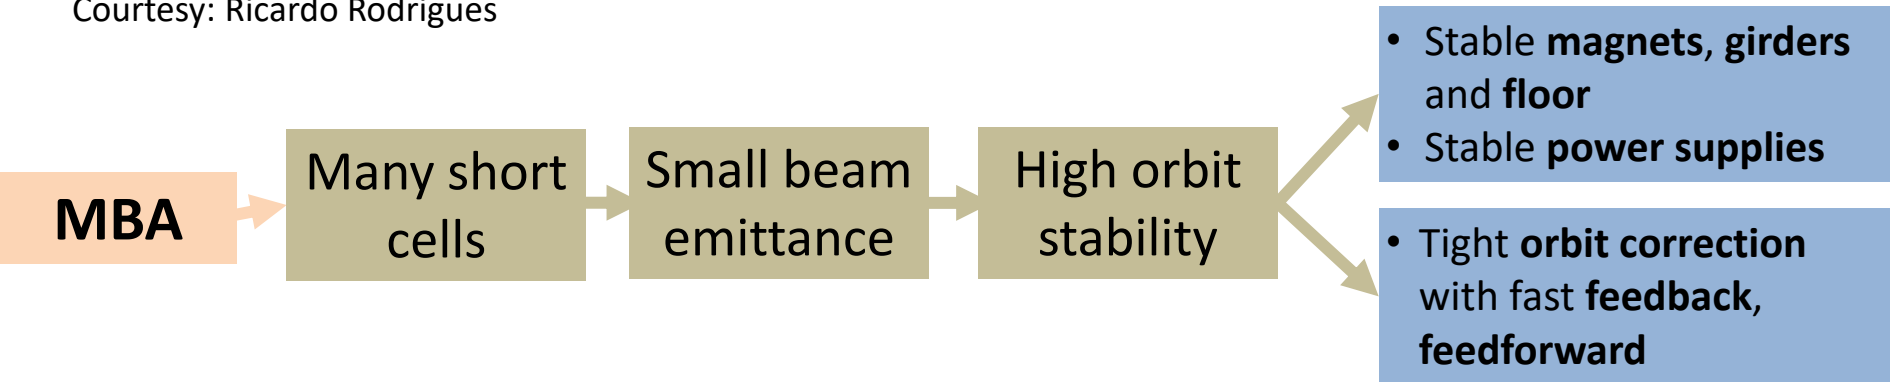 Courtesy: Ricardo Rodrigues
MBA
Many short
cells
Small beam
emittance
High orbit
stability
• Stable magnets, girders
and floor
• Stable power supplies
• Tight orbit correction
with fast feedback,
feedforward